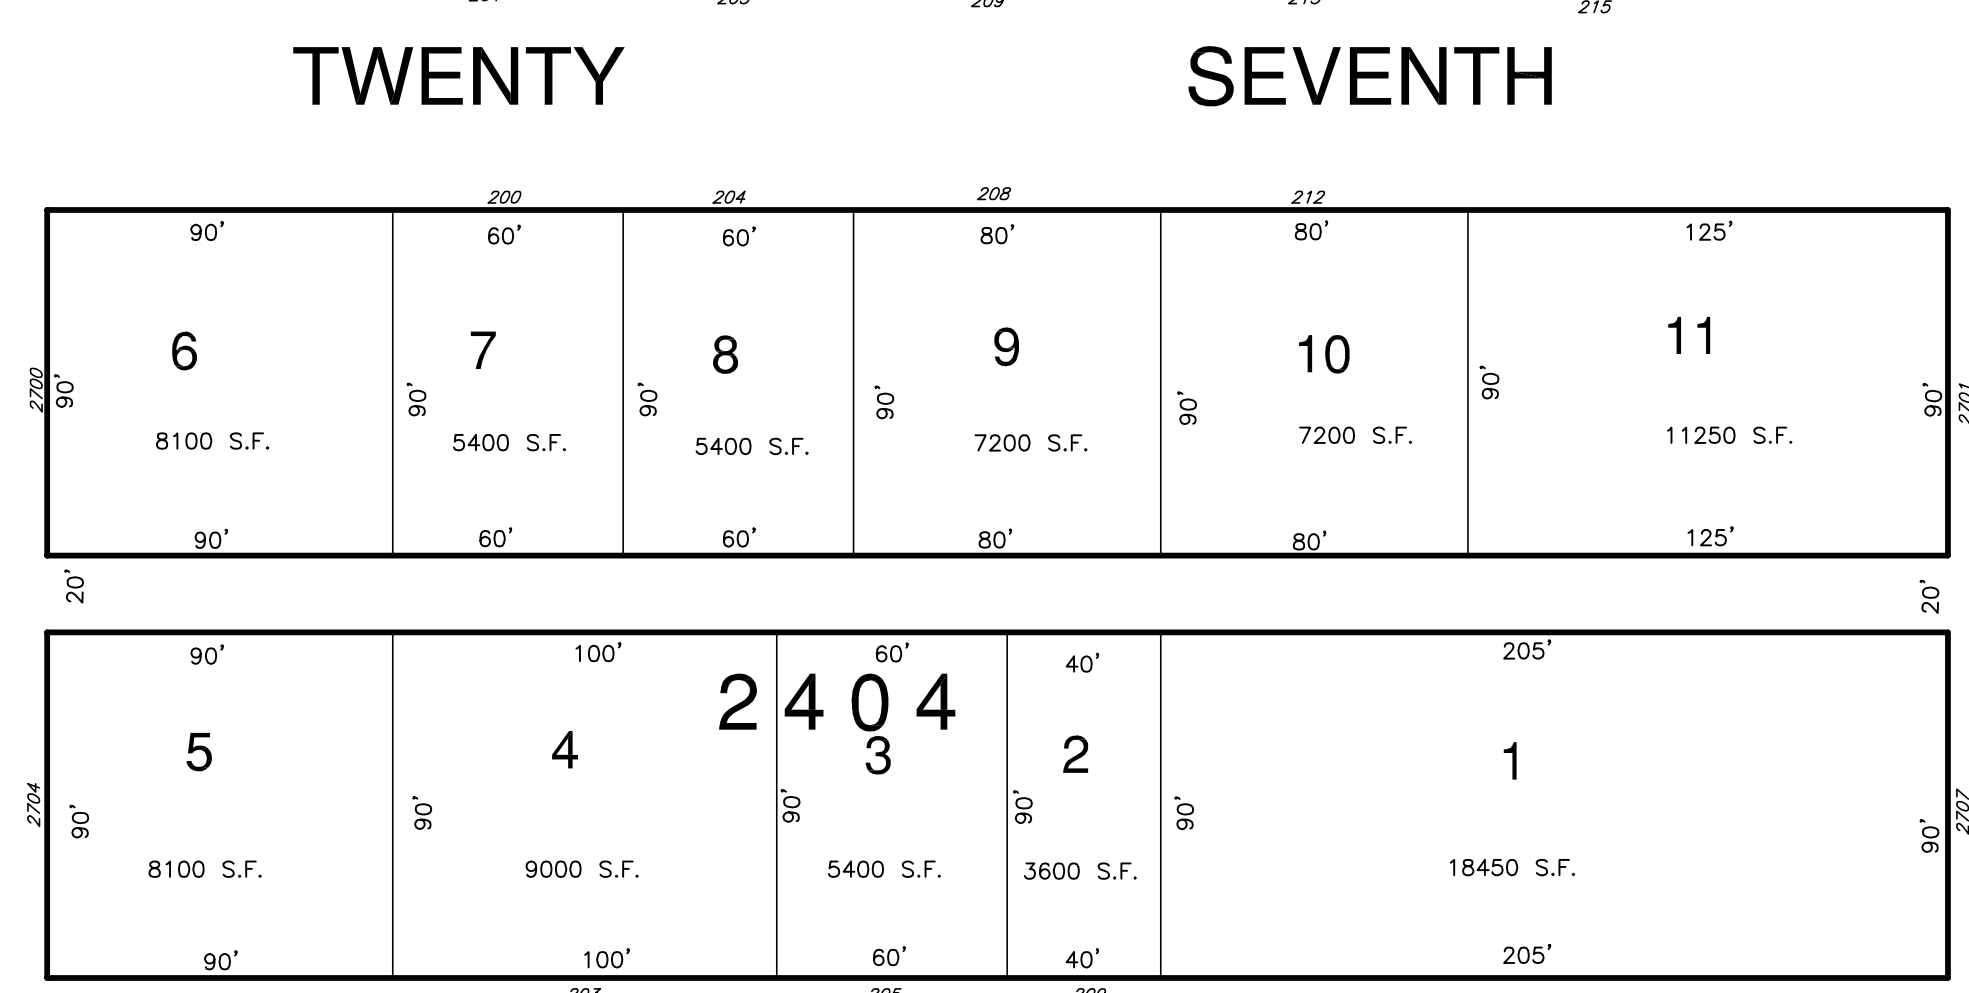 215
TWENTY SEVENTH
200 204 208 212
90' 60' 60' 80' 80' 125'
6 7 8 9 10 11
2700 90' 90' 90' 90' 90' 90' 90' 2701
8100 S.F. 5400 S.F. 5400 S.F. 7200 S.F. 7200 S.F. 11250 S.F.
90' 60' 60' 80' 80' 125'
20' 20'
90' 100' 60' 40' 205'
2404
5 4 3 2 1
2704 90' 90' 90' 90' 90' 90' 2707
8100 S.F. 9000 S.F. 5400 S.F. 3600 S.F. 18450 S.F.
90' 100' 60' 40' 205'